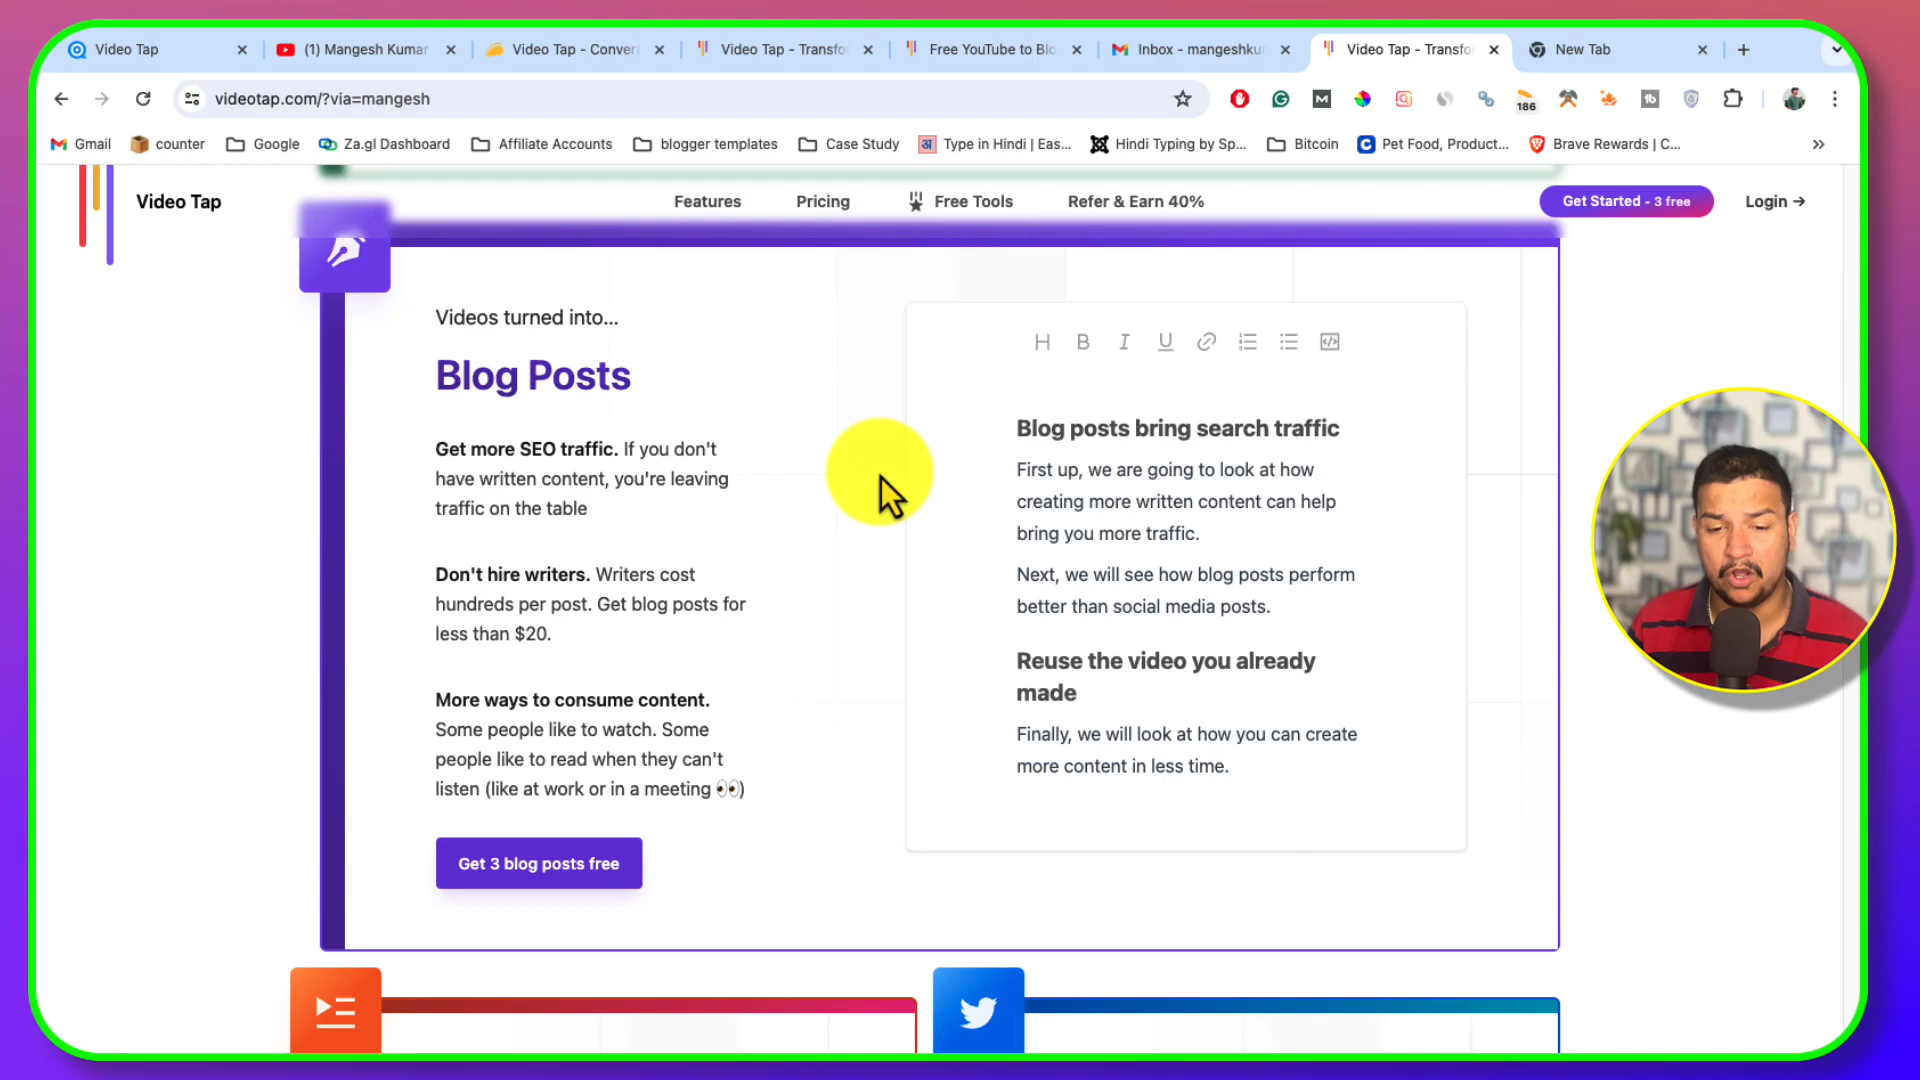 Video Tap
(1) Mangesh Kumar
Video Tap - Convert
Video Tap - Transfo
Free YouTube to Blo
Inbox - mangeshku
Video Tap - Transfo
New Tab
videotap.com/?via=mangesh
186
Gmail
counter
Google
Za.gl Dashboard
Affiliate Accounts
blogger templates
Case Study
अ
Type in Hindi | Eas...
Hindi Typing by Sp...
Bitcoin
Pet Food, Product...
Brave Rewards | C...
Video Tap
Features
Pricing
Free Tools
Refer & Earn 40%
Get Started - 3 free
Login →
Videos turned into...
Blog Posts
Get more SEO traffic. If you don't
have written content, you're leaving
traffic on the table
Don't hire writers. Writers cost
hundreds per post. Get blog posts for
less than $20.
More ways to consume content.
Some people like to watch. Some
people like to read when they can't
listen (like at work or in a meeting 👀)
Get 3 blog posts free
H B I U
Blog posts bring search traffic
First up, we are going to look at how
creating more written content can help
bring you more traffic.
Next, we will see how blog posts perform
better than social media posts.
Reuse the video you already
made
Finally, we will look at how you can create
more content in less time.